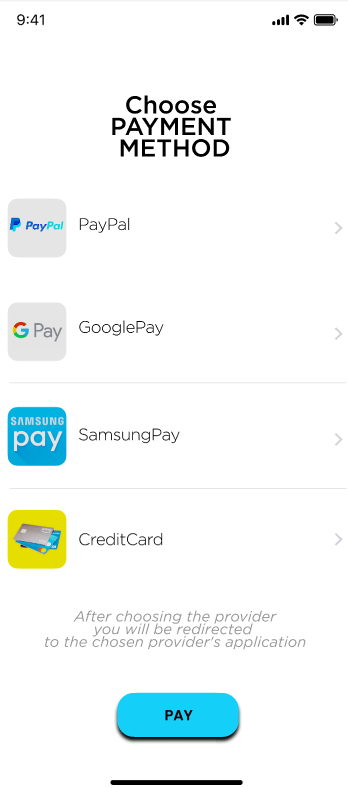 9:41
Choose
PAYMENT
METHOD
PayPal
PayPal
G Pay
GooglePay
SAMSUNG
pay
SamsungPay
CreditCard
After choosing the provider
you will be redirected
to the chosen provider's application
PAY